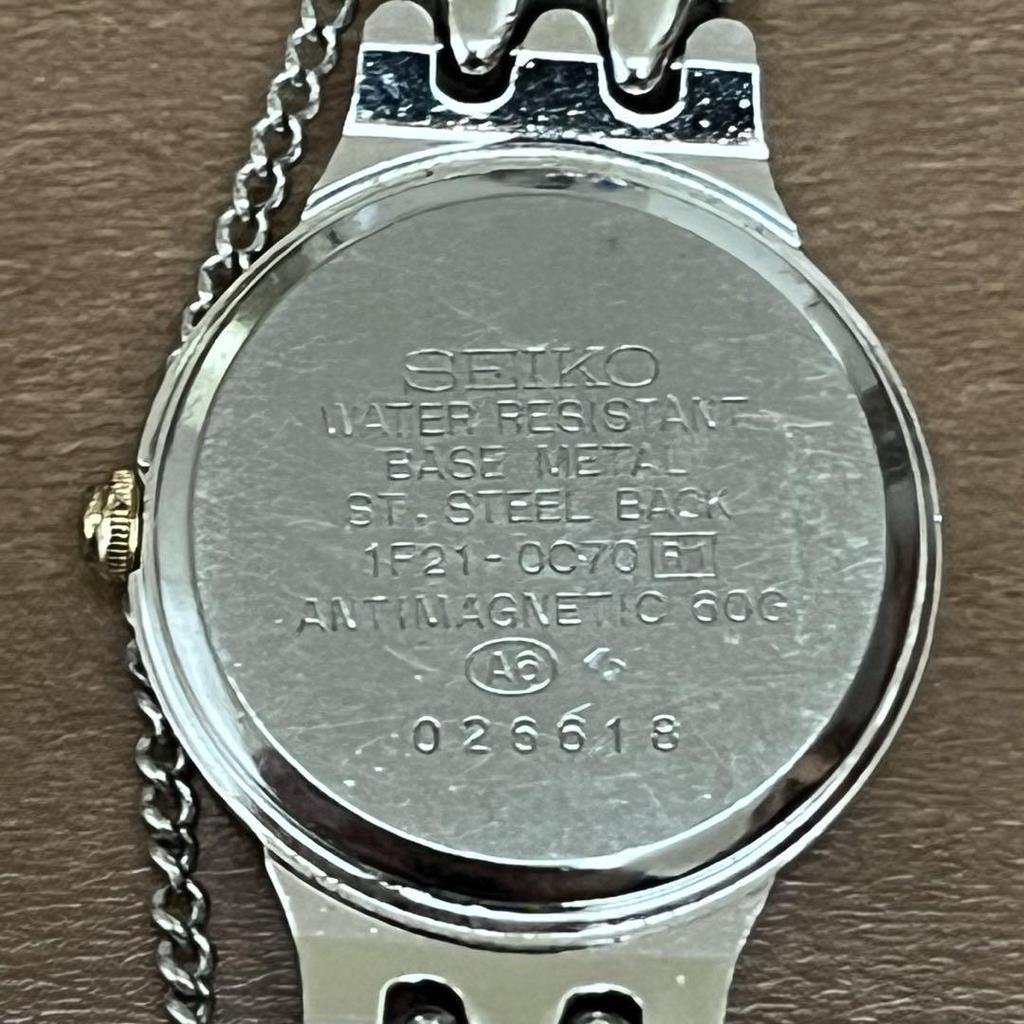 SEIKO
WATER RESISTANT
BASE METAL
ST. STEEL BACK
1F21-0C70 R1
ANTIMAGNETIC 60G
A6
026618